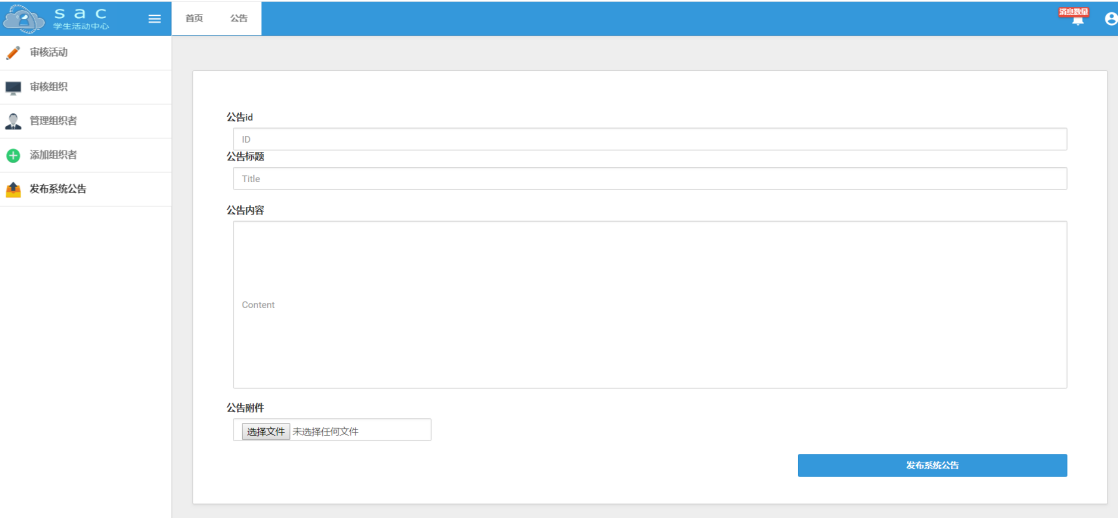 sac
学生活动中心
首页
公告
消息数量
审核活动
审核组织
管理组织者
添加组织者
发布系统公告
公告id
ID
公告标题
Title
公告内容
Content
公告附件
选择文件 未选择任何文件
发布系统公告